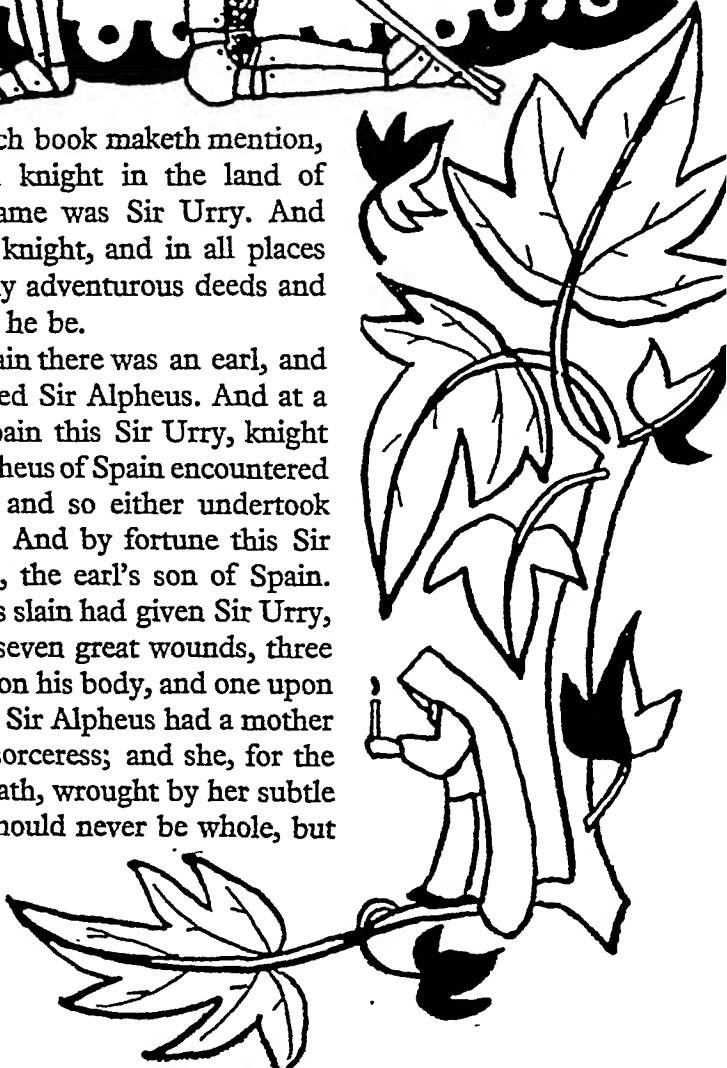 ch book maketh mention,
knight in the land of
ame was Sir Urry. And
knight, and in all places
y adventurous deeds and
he be.
ain there was an earl, and
ed Sir Alpheus. And at a
pain this Sir Urry, knight
heus of Spain encountered
and so either undertook
And by fortune this Sir
, the earl's son of Spain.
s slain had given Sir Urry,
seven great wounds, three
on his body, and one upon
Sir Alpheus had a mother
sorceress; and she, for the
ath, wrought by her subtle
hould never be whole, but